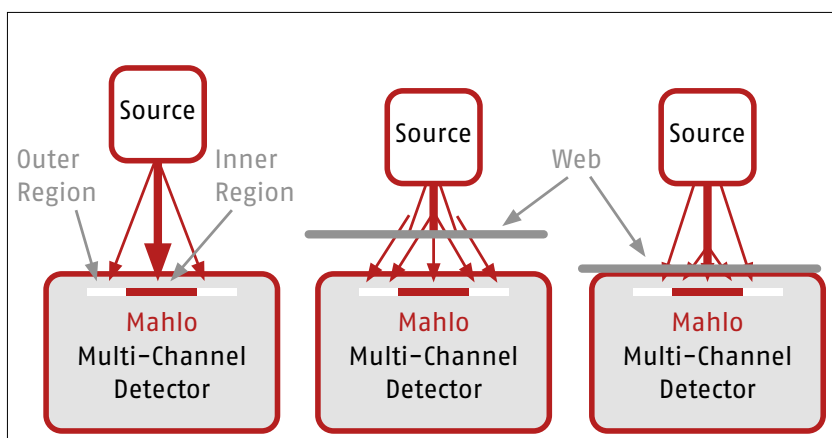 Source
Outer
Region
Inner
Region
Mahlo
Multi-Channel
Detector
Source
Mahlo
Multi-Channel
Detector
Web
Source
Mahlo
Multi-Channel
Detector